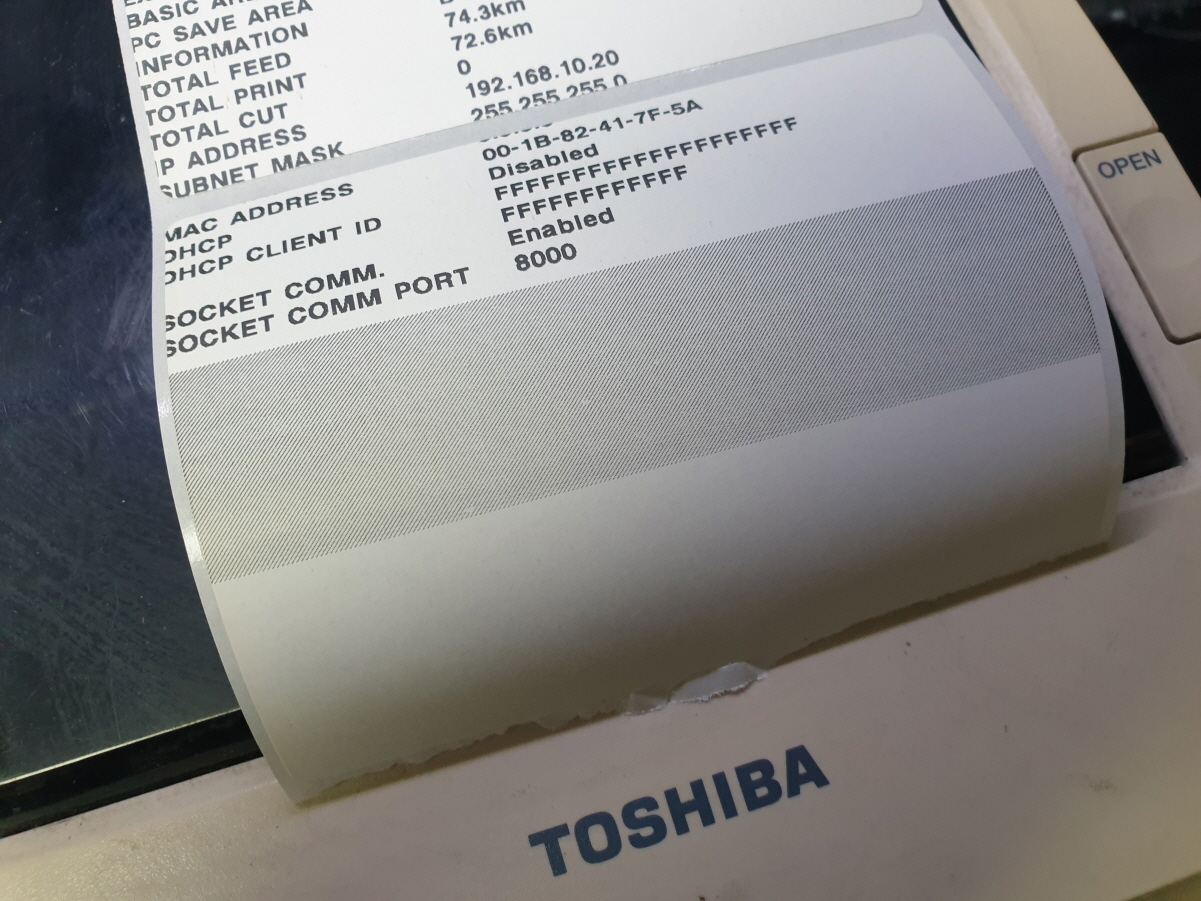 BASIC
PC SAVE AREA
INFORMATION
TOTAL FEED 74.3km
TOTAL PRINT 72.6km
TOTAL CUT 0
IP ADDRESS 192.168.10.20
SUBNET MASK 255.255.255.0
MAC ADDRESS 00-1B-82-41-7F-5A
DHCP Disabled
DHCP CLIENT ID FFFFFFFFFFFFFFFFFFFF
FFFFFFFFFFFF
SOCKET COMM. Enabled
SOCKET COMM PORT 8000
OPEN
TOSHIBA